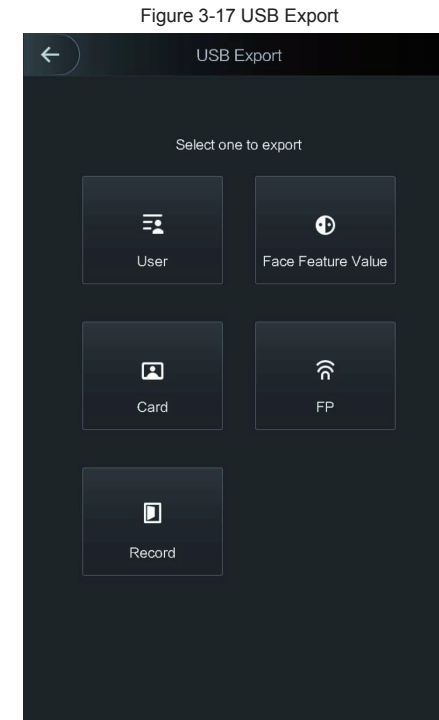 Figure 3-17 USB Export
USB Export
Select one to export
User
Face Feature Value
Card
FP
Record